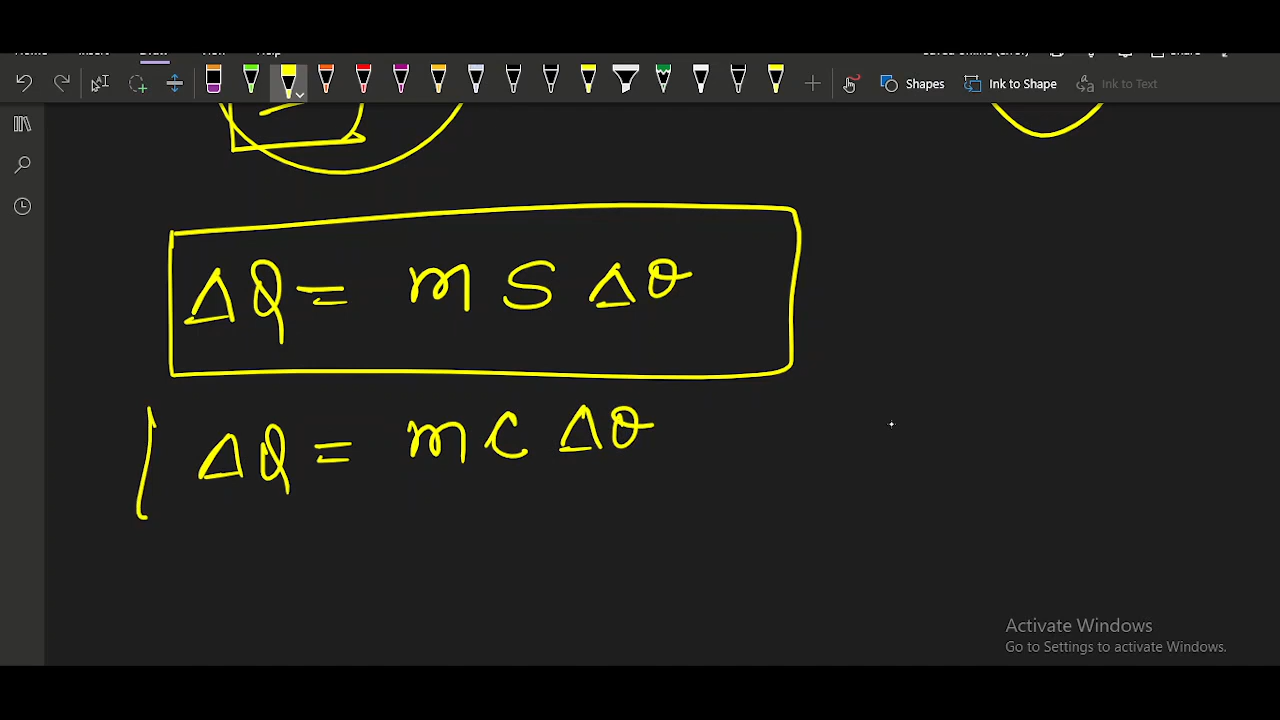 Shapes Ink to Shape Ink to Text
ΔQ = m S Δθ
ΔQ = m C Δθ
Activate Windows
Go to Settings to activate Windows.